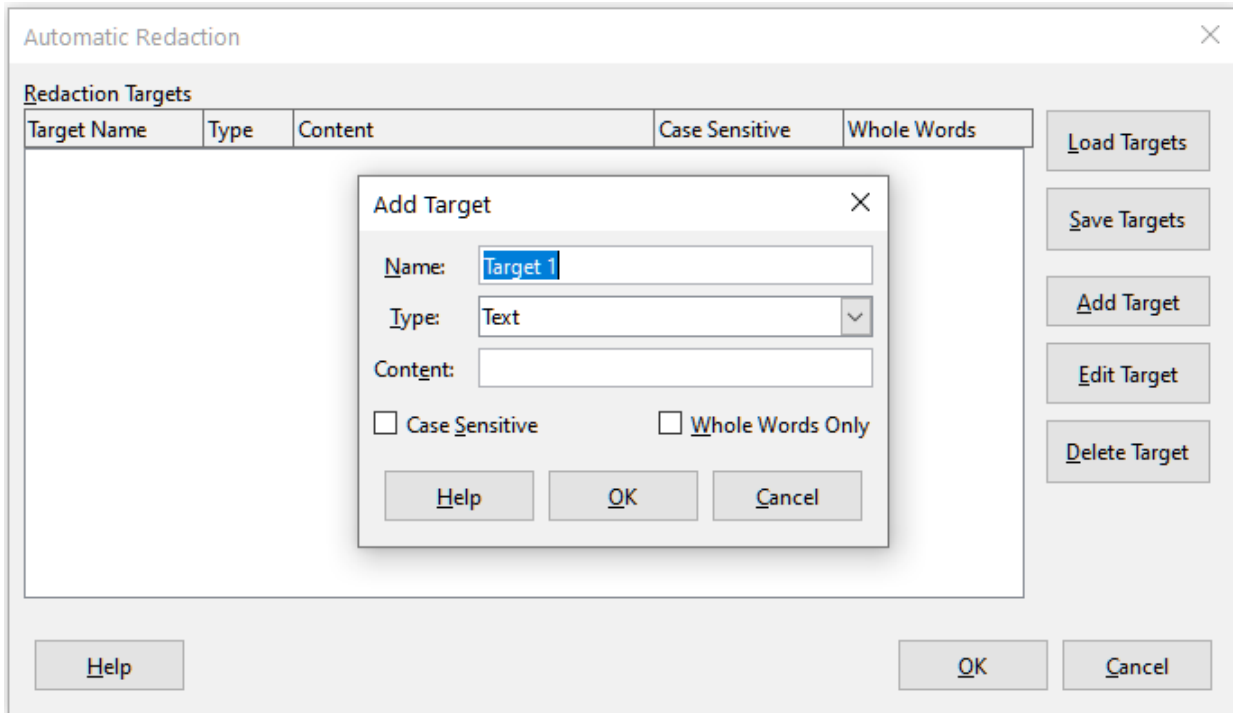 Automatic Redaction
Redaction Targets
Target Name Type Content Case Sensitive Whole Words
Load Targets
Save Targets
Add Target
Edit Target
Delete Target
Add Target
Name: Target 1
Type: Text
Content:
Case Sensitive Whole Words Only
Help OK Cancel
Help OK Cancel